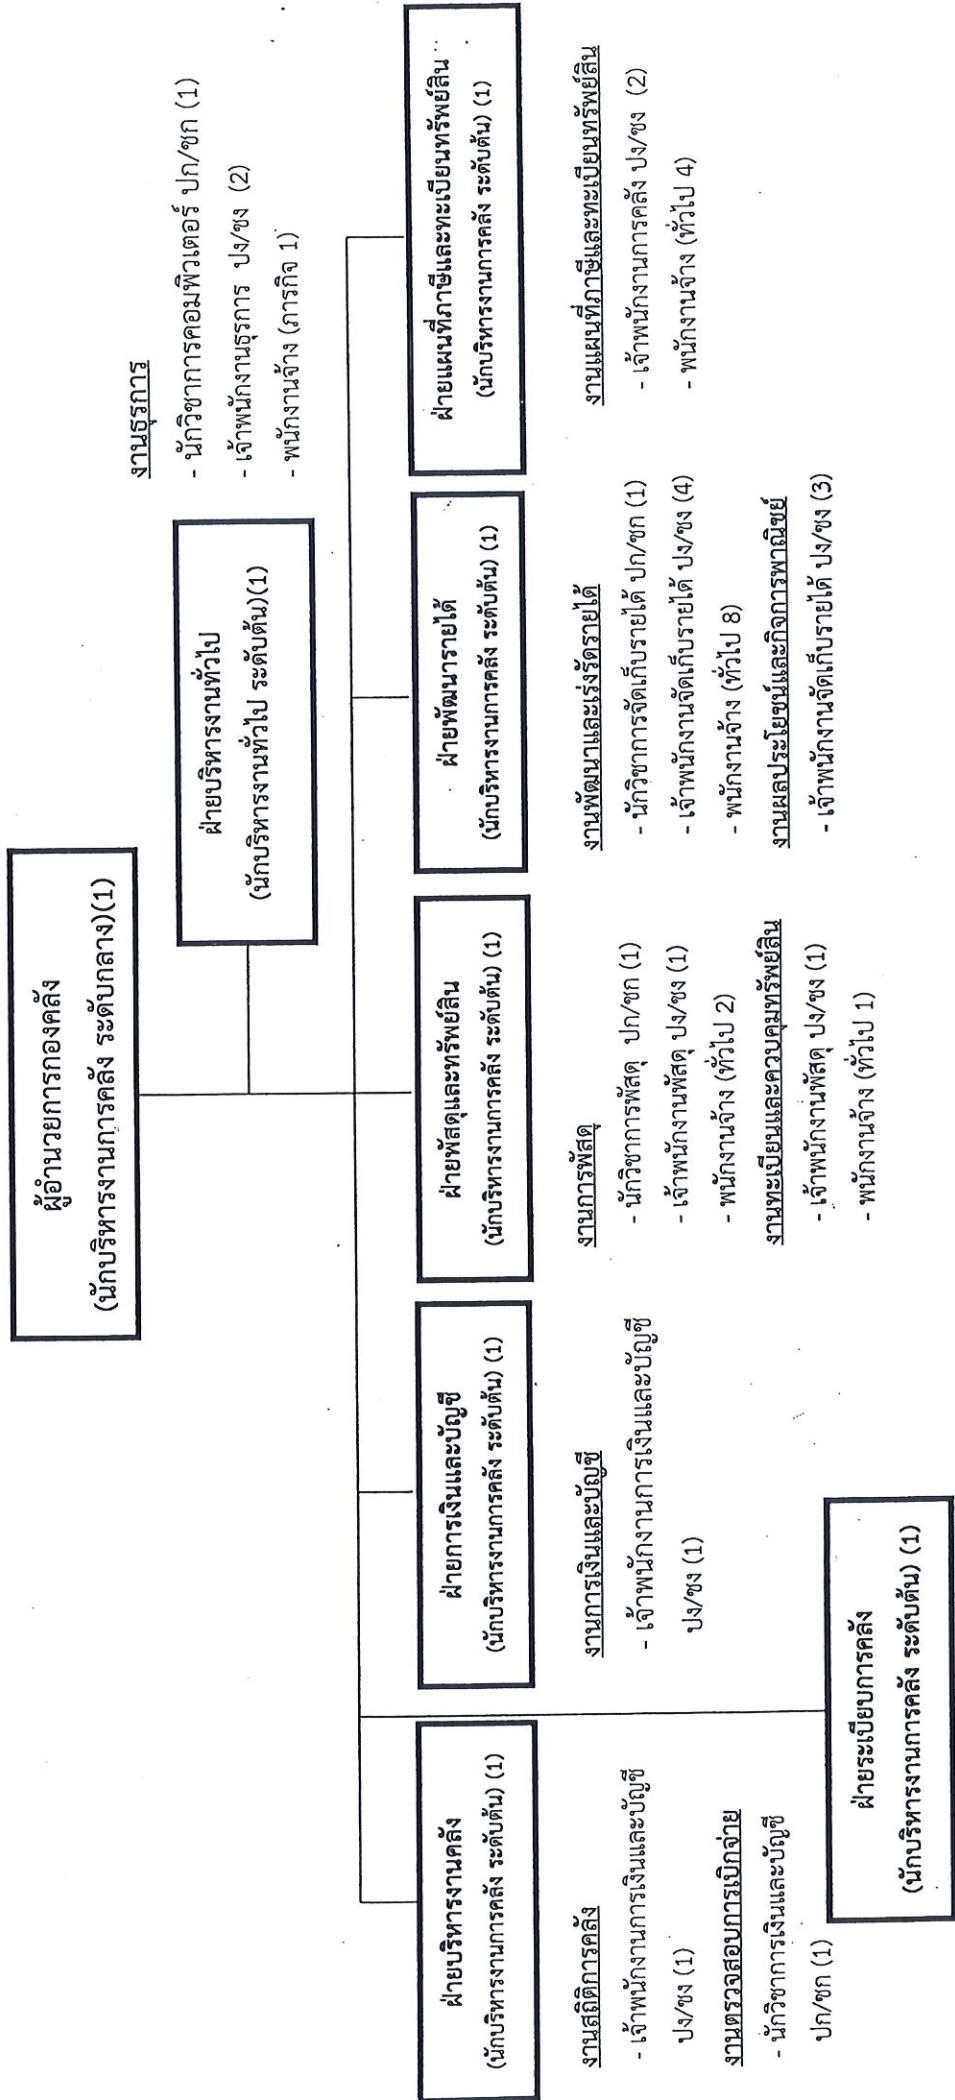 ผู้อำนวยการกองคลัง
(นักบริหารงานการคลัง ระดับกลาง)(1)
ฝ่ายบริหารงานทั่วไป
(นักบริหารงานทั่วไป ระดับต้น)(1)
งานธุรการ
- นักวิชาการคอมพิวเตอร์ ปก/ชก (1)
- เจ้าพนักงานธุรการ ปง/ชง (2)
- พนักงานจ้าง (ภารกิจ 1)
ฝ่ายบริหารงานคลัง
(นักบริหารงานการคลัง ระดับต้น) (1)
งานสถิติการคลัง
- เจ้าพนักงานการเงินและบัญชี
ปง/ชง (1)
งานตรวจสอบการเบิกจ่าย
- นักวิชาการเงินและบัญชี
ปก/ชก (1)
ฝ่ายระเบียบการคลัง
(นักบริหารงานการคลัง ระดับต้น) (1)
ฝ่ายการเงินและบัญชี
(นักบริหารงานการคลัง ระดับต้น) (1)
งานการเงินและบัญชี
- เจ้าพนักงานการเงินและบัญชี
ปง/ชง (1)
ฝ่ายพัสดุและทรัพย์สิน
(นักบริหารงานการคลัง ระดับต้น) (1)
งานการพัสดุ
- นักวิชาการพัสดุ ปก/ชก (1)
- เจ้าพนักงานพัสดุ ปง/ชง (1)
- พนักงานจ้าง (ทั่วไป 2)
งานทะเบียนและควบคุมทรัพย์สิน
- เจ้าพนักงานพัสดุ ปง/ชง (1)
- พนักงานจ้าง (ทั่วไป 1)
ฝ่ายพัฒนารายได้
(นักบริหารงานการคลัง ระดับต้น) (1)
งานพัฒนาและเร่งรัดรายได้
- นักวิชาการจัดเก็บรายได้ ปก/ชก (1)
- เจ้าพนักงานจัดเก็บรายได้ ปง/ชง (4)
- พนักงานจ้าง (ทั่วไป 8)
งานผลประโยชน์และกิจการพาณิชย์
- เจ้าพนักงานจัดเก็บรายได้ ปง/ชง (3)
ฝ่ายแผนที่ภาษีและทะเบียนทรัพย์สิน
(นักบริหารงานการคลัง ระดับต้น) (1)
งานแผนที่ภาษีและทะเบียนทรัพย์สิน
- เจ้าพนักงานการคลัง ปง/ชง (2)
- พนักงานจ้าง (ทั่วไป 4)